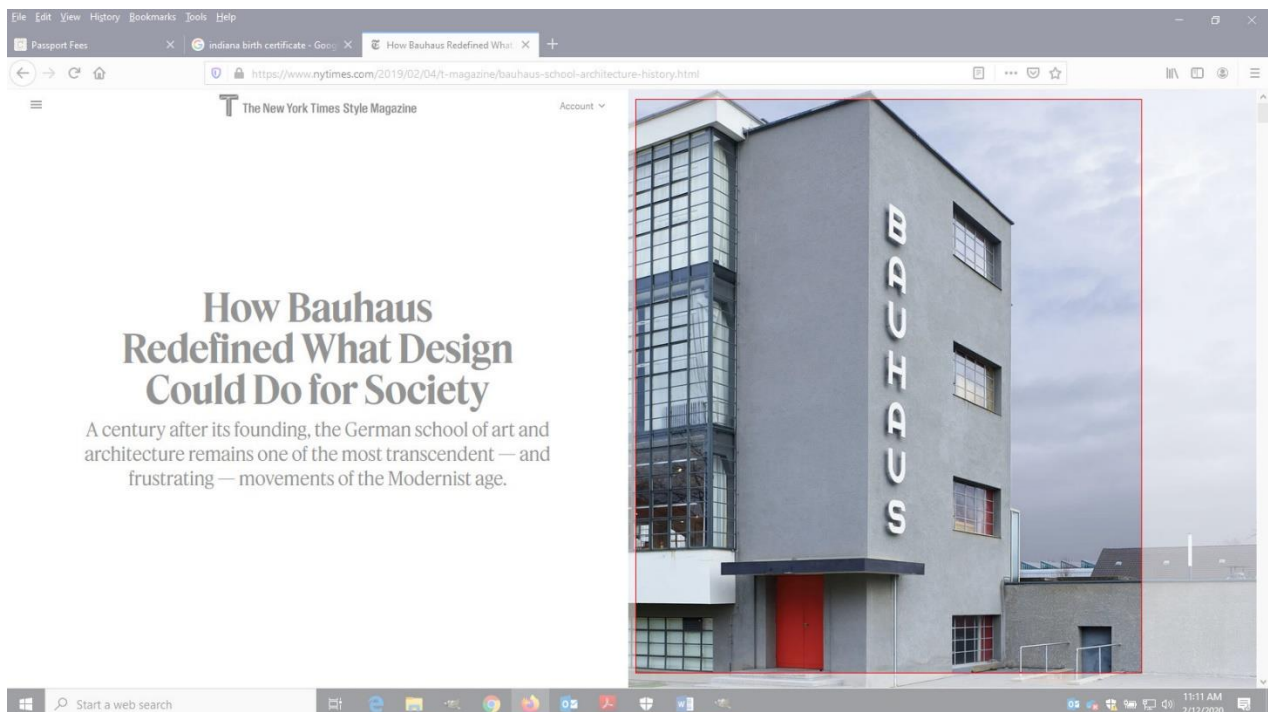 File Edit View History Bookmarks Tools Help
Passport Fees
indiana birth certificate - Goog
How Bauhaus Redefined What
https://www.nytimes.com/2019/02/04/t-magazine/bauhaus-school-architecture-history.html
The New York Times Style Magazine
Account
How Bauhaus
Redefined What Design
Could Do for Society
A century after its founding, the German school of art and
architecture remains one of the most transcendent — and
frustrating — movements of the Modernist age.
BAUHAUS
Start a web search
11:11 AM
2/12/2020